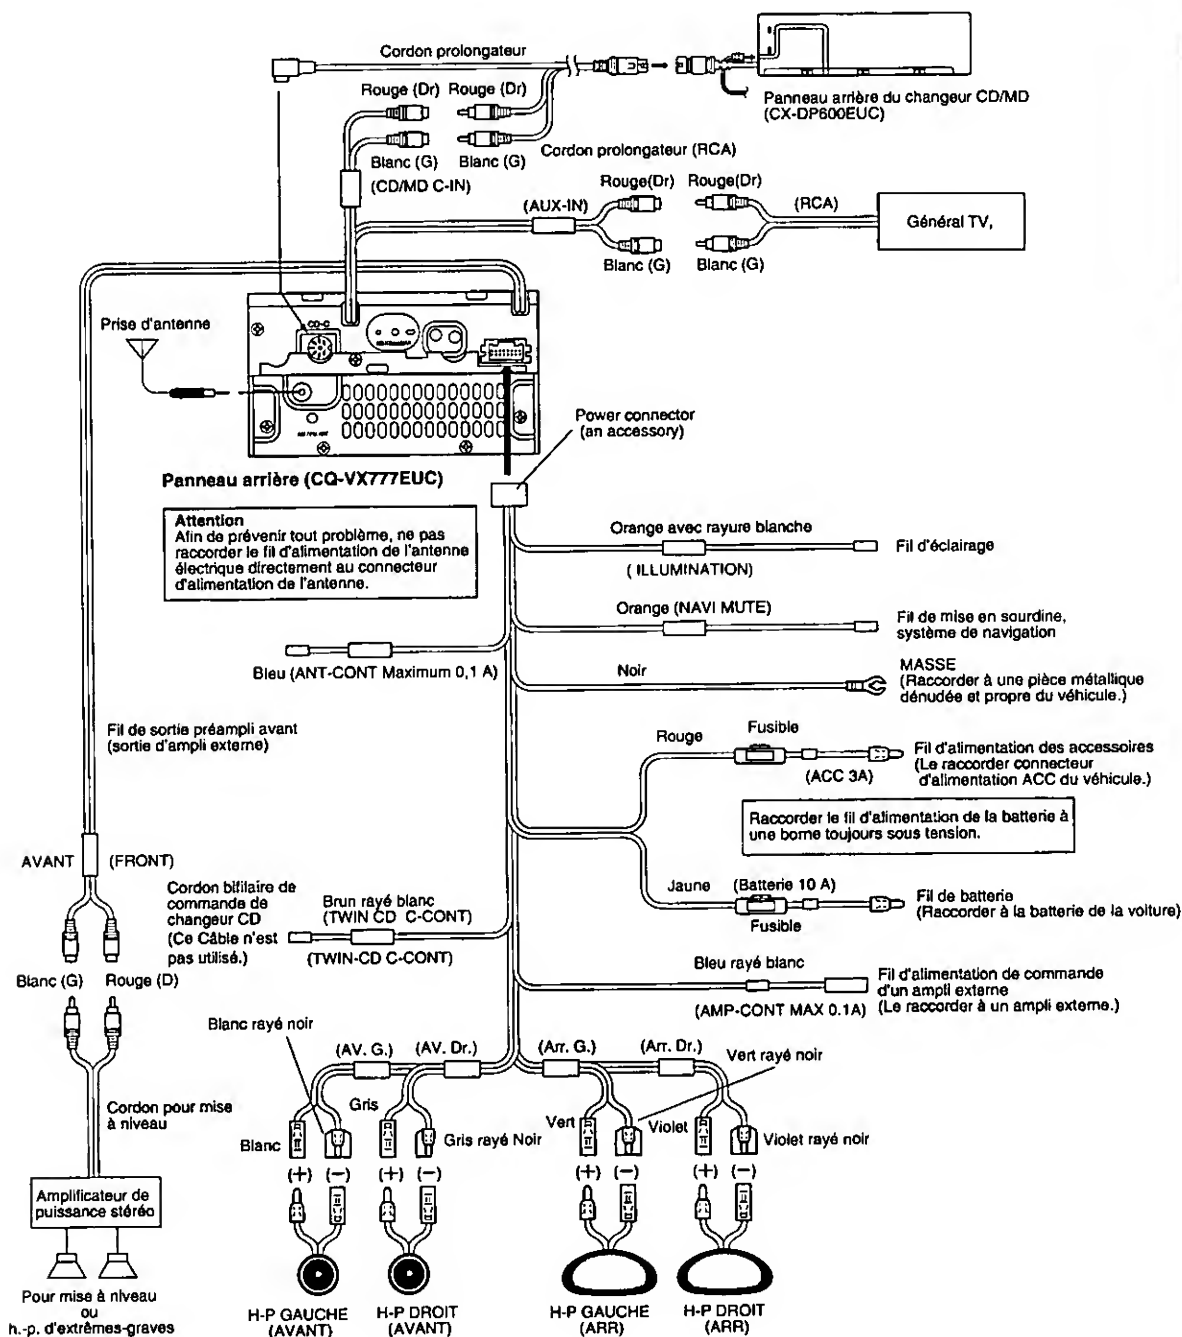 Cordon prolongateur
Rouge (Dr)
Rouge (Dr)
Panneau arrière du changeur CD/MD
(CX-DP600EUC)
Blanc (G)
Blanc (G)
Cordon prolongateur (RCA)
(CD/MD C-IN)
Rouge(Dr)
Rouge(Dr)
(AUX-IN)
(RCA)
Général TV,
Blanc (G)
Blanc (G)
Prise d'antenne
CD-C
Power connector
(an accessory)
Panneau arrière (CQ-VX777EUC)
Attention
Afin de prévenir tout problème, ne pas
raccorder le fil d'alimentation de l'antenne
électrique directement au connecteur
d'alimentation de l'antenne.
Orange avec rayure blanche
Fil d'éclairage
( ILLUMINATION)
Orange (NAVI MUTE)
Fil de mise en sourdine,
système de navigation
Bleu (ANT-CONT Maximum 0,1 A)
Noir
MASSE
(Raccorder à une pièce métallique
dénudée et propre du véhicule.)
Fil de sortie préampli avant
(sortie d'ampli externe)
Rouge
Fusible
(ACC 3A)
Fil d'alimentation des accessoires
(Le raccorder connecteur
d'alimentation ACC du véhicule.)
Raccorder le fil d'alimentation de la batterie à
une borne toujours sous tension.
AVANT
(FRONT)
Cordon bifilaire de
commande de
changeur CD
(Ce Câble n'est
pas utilisé.)
Brun rayé blanc
(TWIN CD C-CONT)
(TWIN-CD C-CONT)
Jaune
(Batterie 10 A)
Fusible
Fil de batterie
(Raccorder à la batterie de la voiture)
Blanc (G)
Rouge (D)
Bleu rayé blanc
(AMP-CONT MAX 0.1A)
Fil d'alimentation de commande
d'un ampli externe
(Le raccorder à un ampli externe.)
Blanc rayé noir
(AV. G.)
(AV. Dr.)
(Arr. G.)
(Arr. Dr.)
Vert rayé noir
Cordon pour mise
à niveau
Blanc
Gris
Gris rayé Noir
Vert
Violet
Violet rayé noir
(+)
(−)
(+)
(−)
(+)
(−)
(+)
(−)
Amplificateur de
puissance stéréo
Pour mise à niveau
ou
h.-p. d'extrêmes-graves
H-P GAUCHE
(AVANT)
H-P DROIT
(AVANT)
H-P GAUCHE
(ARR)
H-P DROIT
(ARR)